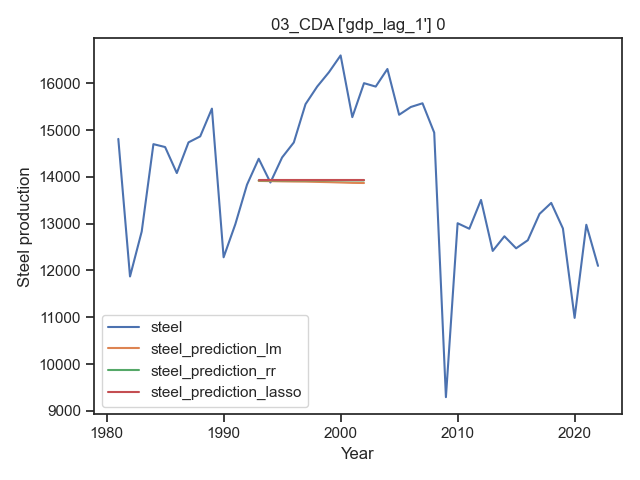 03_CDA ['gdp_lag_1'] 0
Steel production
16000
15000
14000
13000
12000
11000
10000
9000
steel
steel_prediction_lm
steel_prediction_rr
steel_prediction_lasso
1980
1990
2000
2010
2020
Year